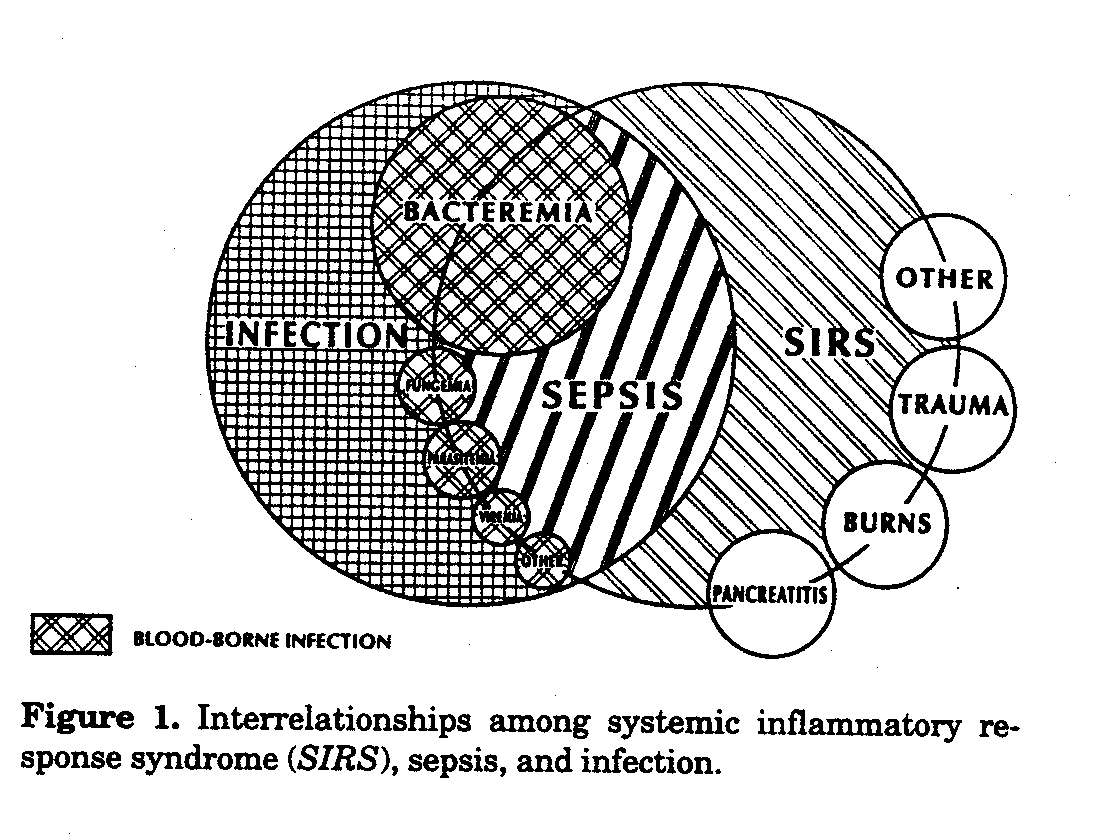 BACTEREMIA
OTHER
INFECTION
SIRS
FUNGEMIA
SEPSIS
TRAUMA
PARASITEMIA
VIREMIA
BURNS
OTHER
PANCREATITIS
BLOOD-BORNE INFECTION
Figure 1. Interrelationships among systemic inflammatory re-
sponse syndrome (SIRS), sepsis, and infection.